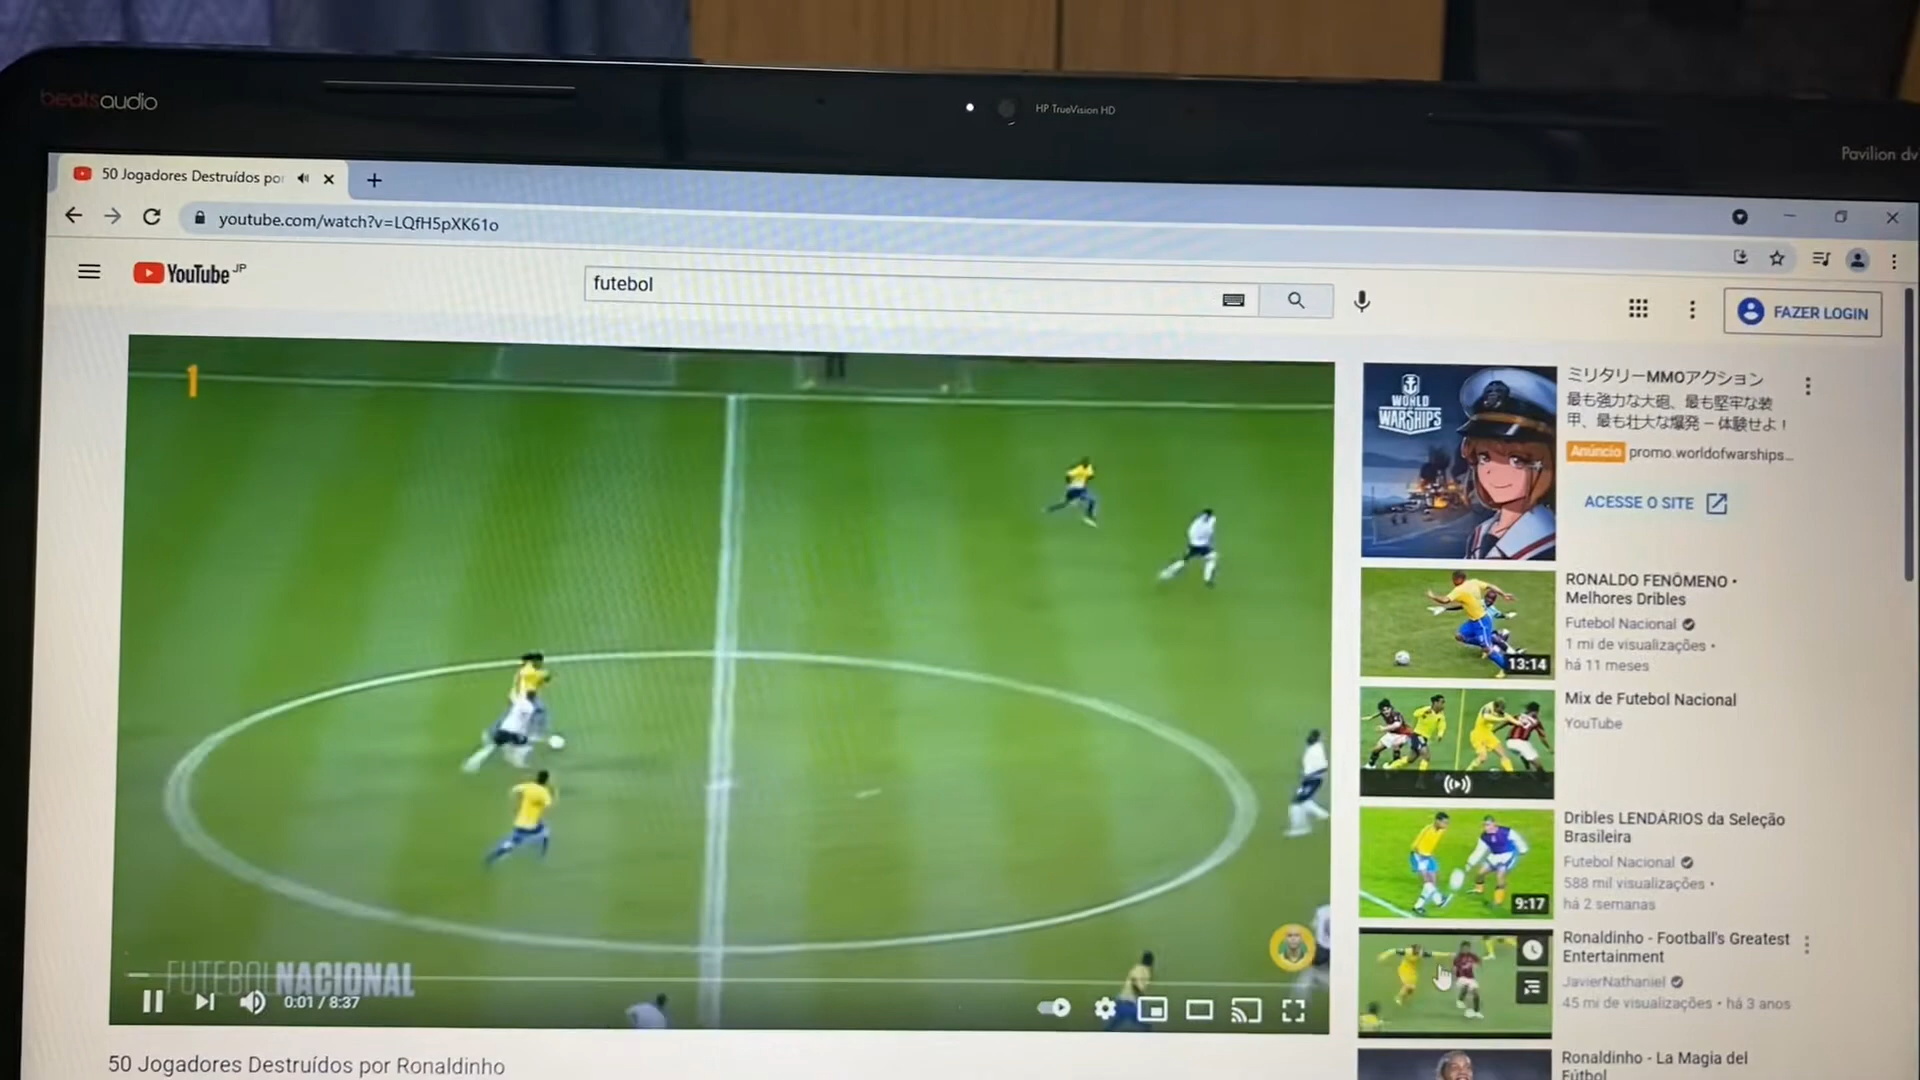 beatsaudio
HP TrueVision HD
Pavilion dv
50 Jogadores Destruídos por
youtube.com/watch?v=LQfH5pXK61o
YouTube JP
futebol
FAZER LOGIN
1
FUTEBOL NACIONAL
0:01 / 8:37
50 Jogadores Destruídos por Ronaldinho
WORLD
WARSHIPS
ミリタリーMMOアクション
最も強力な大砲、最も堅牢な装
甲、最も壮大な爆発 – 体験せよ！
Anúncio promo.worldofwarships...
ACESSE O SITE
RONALDO FENÔMENO •
Melhores Dribles
Futebol Nacional
1 mi de visualizações •
há 11 meses
13:14
Mix de Futebol Nacional
YouTube
Dribles LENDÁRIOS da Seleção
Brasileira
Futebol Nacional
588 mil visualizações •
há 2 semanas
9:17
Ronaldinho - Football's Greatest
Entertainment
JavierNathaniel
45 mi de visualizações • há 3 anos
Ronaldinho - La Magia del
Fútbol